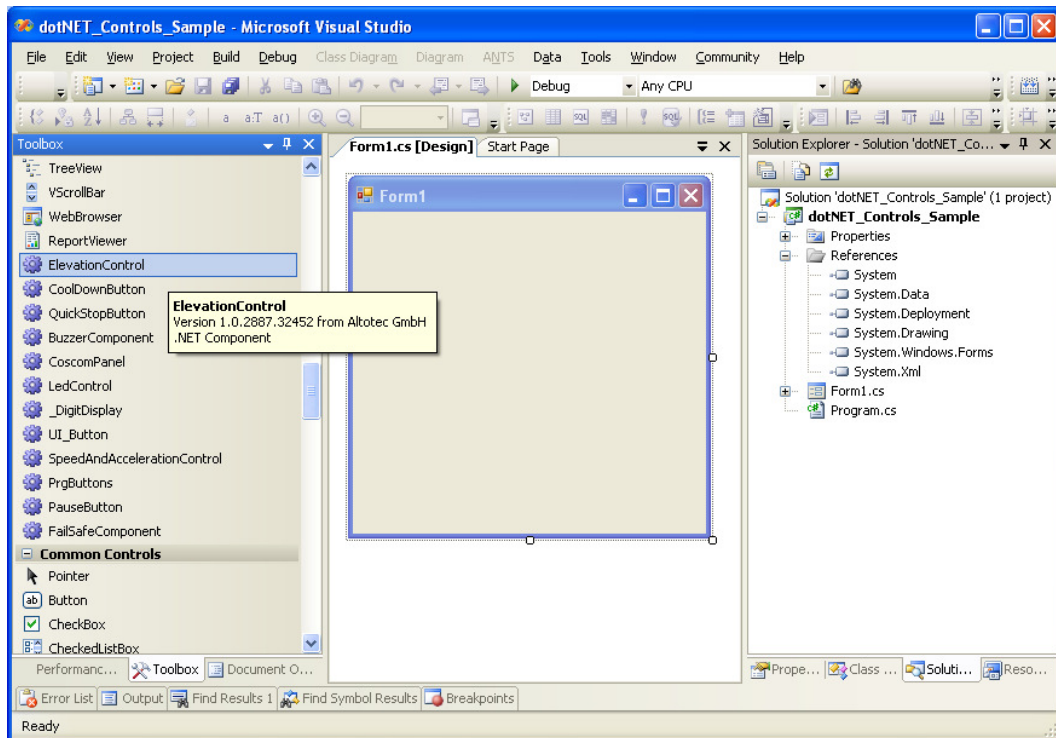 dotNET_Controls_Sample - Microsoft Visual Studio
File Edit View Project Build Debug Class Diagram Diagram ANTS Data Tools Window Community Help
Debug Any CPU
a a:T a()
Toolbox
TreeView
VScrollBar
WebBrowser
ReportViewer
ElevationControl
CoolDownButton
QuickStopButton
BuzzerComponent
CoscomPanel
LedControl
_DigitDisplay
UI_Button
SpeedAndAccelerationControl
PrgButtons
PauseButton
FailSafeComponent
Common Controls
Pointer
Button
CheckBox
CheckedListBox
Performanc... Toolbox Document O...
ElevationControl
Version 1.0.2887.32452 from Altotec GmbH
.NET Component
Form1.cs [Design] Start Page
Form1
Solution Explorer - Solution 'dotNET_Co...
Solution 'dotNET_Controls_Sample' (1 project)
dotNET_Controls_Sample
Properties
References
System
System.Data
System.Deployment
System.Drawing
System.Windows.Forms
System.Xml
Form1.cs
Program.cs
Prope... Class ... Soluti... Reso...
Error List Output Find Results 1 Find Symbol Results Breakpoints
Ready